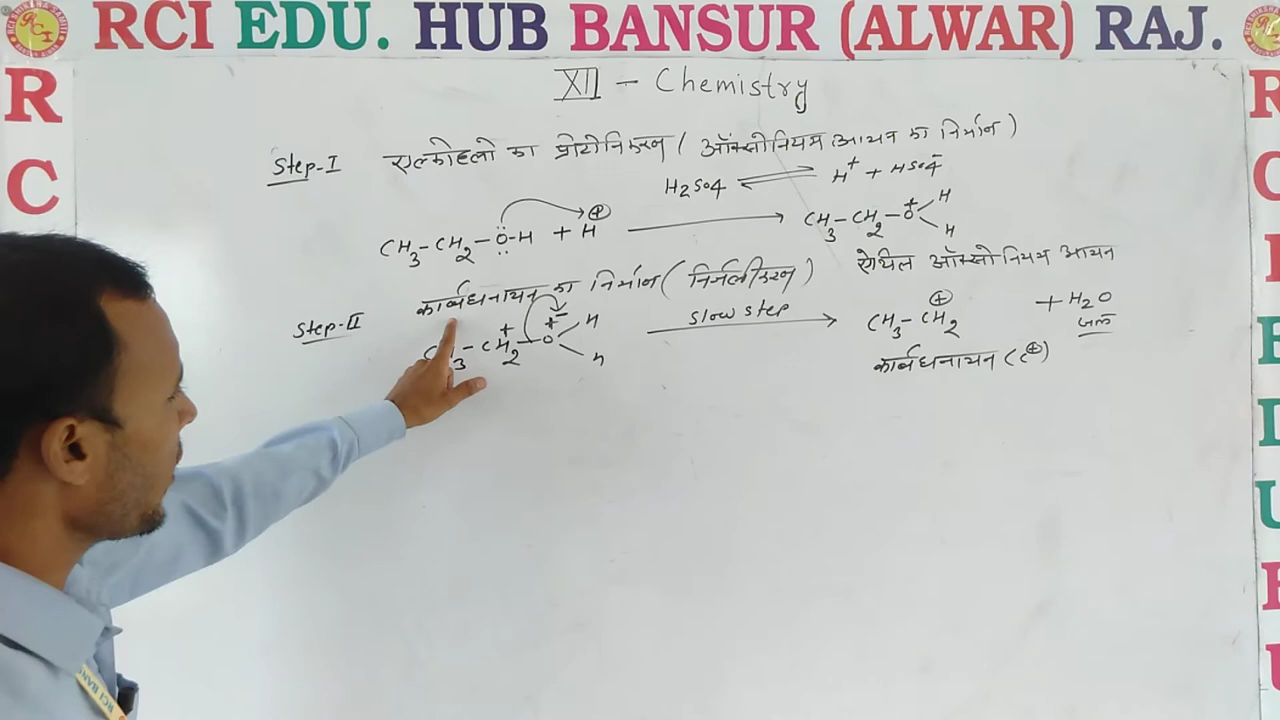 RCI EDU. HUB BANSUR (ALWAR) RAJ.
XII - Chemistry
Step-I एल्कोहलो का प्रोटोनिकरण (ऑक्सोनियम आयन का निर्माण)
H2SO4 ⇌ H+ + HSO4-
CH3-CH2-Ö-H + H⊕ → CH3-CH2-O+ H H
ऐथिल ऑक्सोनियम आयन
Step-II कार्बधनायन का निर्माण (निर्जलीकरण)
CH2-O+ H H slow step → CH3-CH2⊕ + H2O
जल
कार्बधनायन (C⊕)
R
C